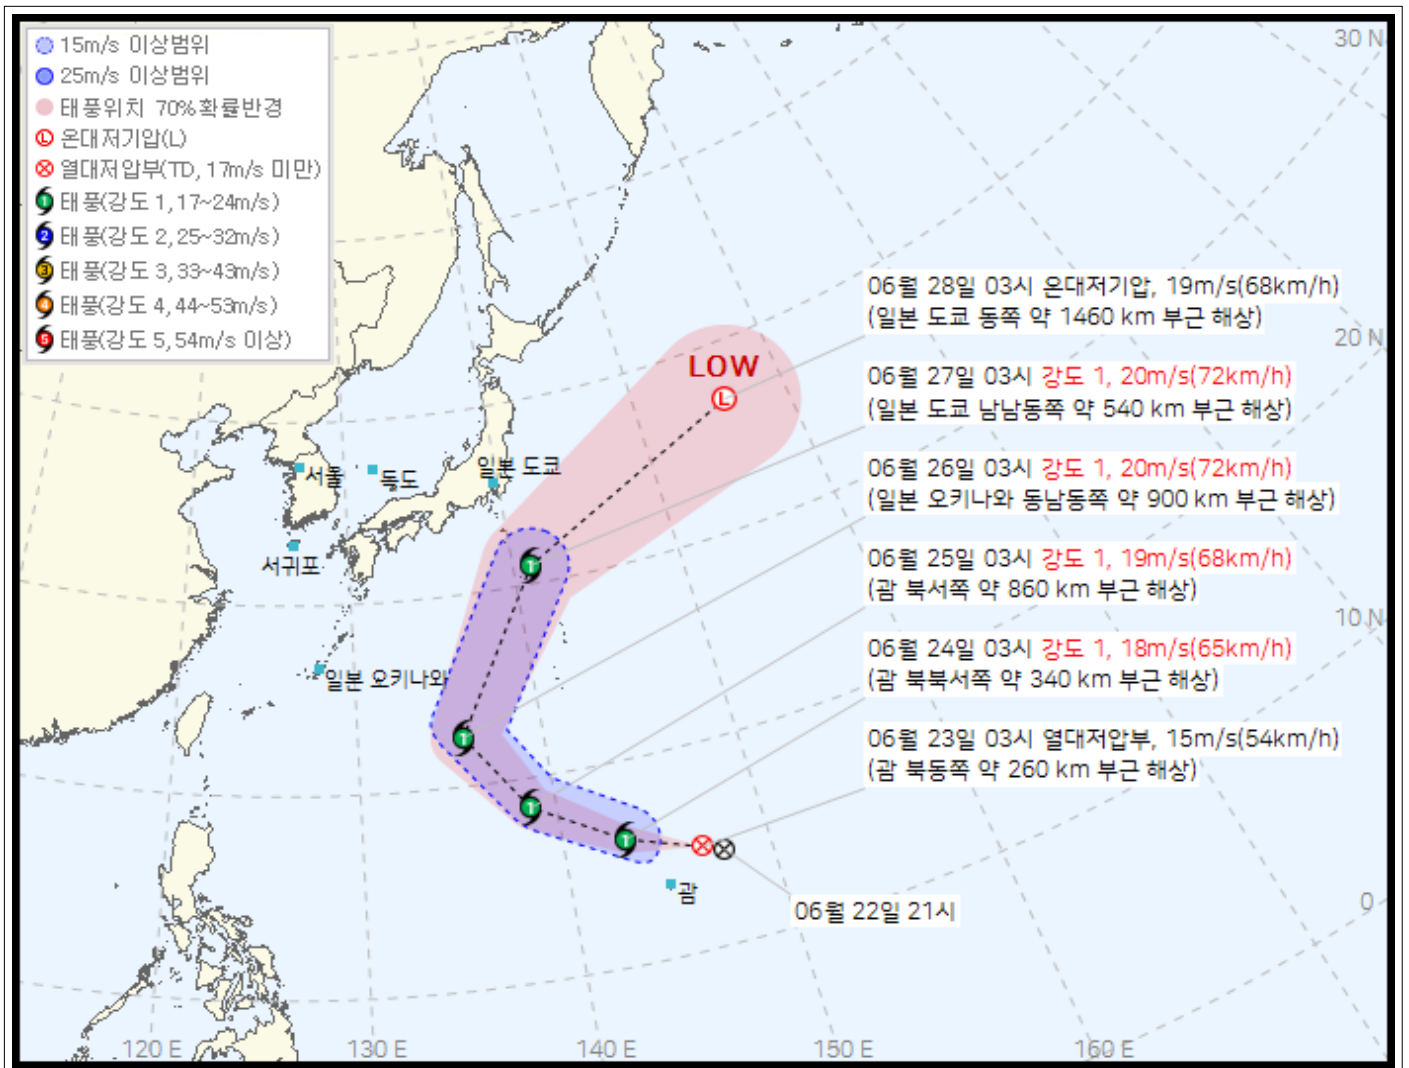 15m/s 이상범위
25m/s 이상범위
태풍위치 70%확률반경
L 온대저기압(L)
열대저압부(TD, 17m/s 미만)
1 태풍(강도 1, 17~24m/s)
2 태풍(강도 2, 25~32m/s)
3 태풍(강도 3, 33~43m/s)
4 태풍(강도 4, 44~53m/s)
5 태풍(강도 5, 54m/s 이상)
30 N
20 N
10 N
0
06월 28일 03시 온대저기압, 19m/s(68km/h)
(일본 도쿄 동쪽 약 1460 km 부근 해상)
06월 27일 03시 강도 1, 20m/s(72km/h)
(일본 도쿄 남남동쪽 약 540 km 부근 해상)
06월 26일 03시 강도 1, 20m/s(72km/h)
(일본 오키나와 동남동쪽 약 900 km 부근 해상)
06월 25일 03시 강도 1, 19m/s(68km/h)
(괌 북서쪽 약 860 km 부근 해상)
06월 24일 03시 강도 1, 18m/s(65km/h)
(괌 북북서쪽 약 340 km 부근 해상)
06월 23일 03시 열대저압부, 15m/s(54km/h)
(괌 북동쪽 약 260 km 부근 해상)
06월 22일 21시
LOW
L
서울
독도
일본 도쿄
서귀포
일본 오키나와
괌
1
1
1
1
120 E
130 E
140 E
150 E
160 E